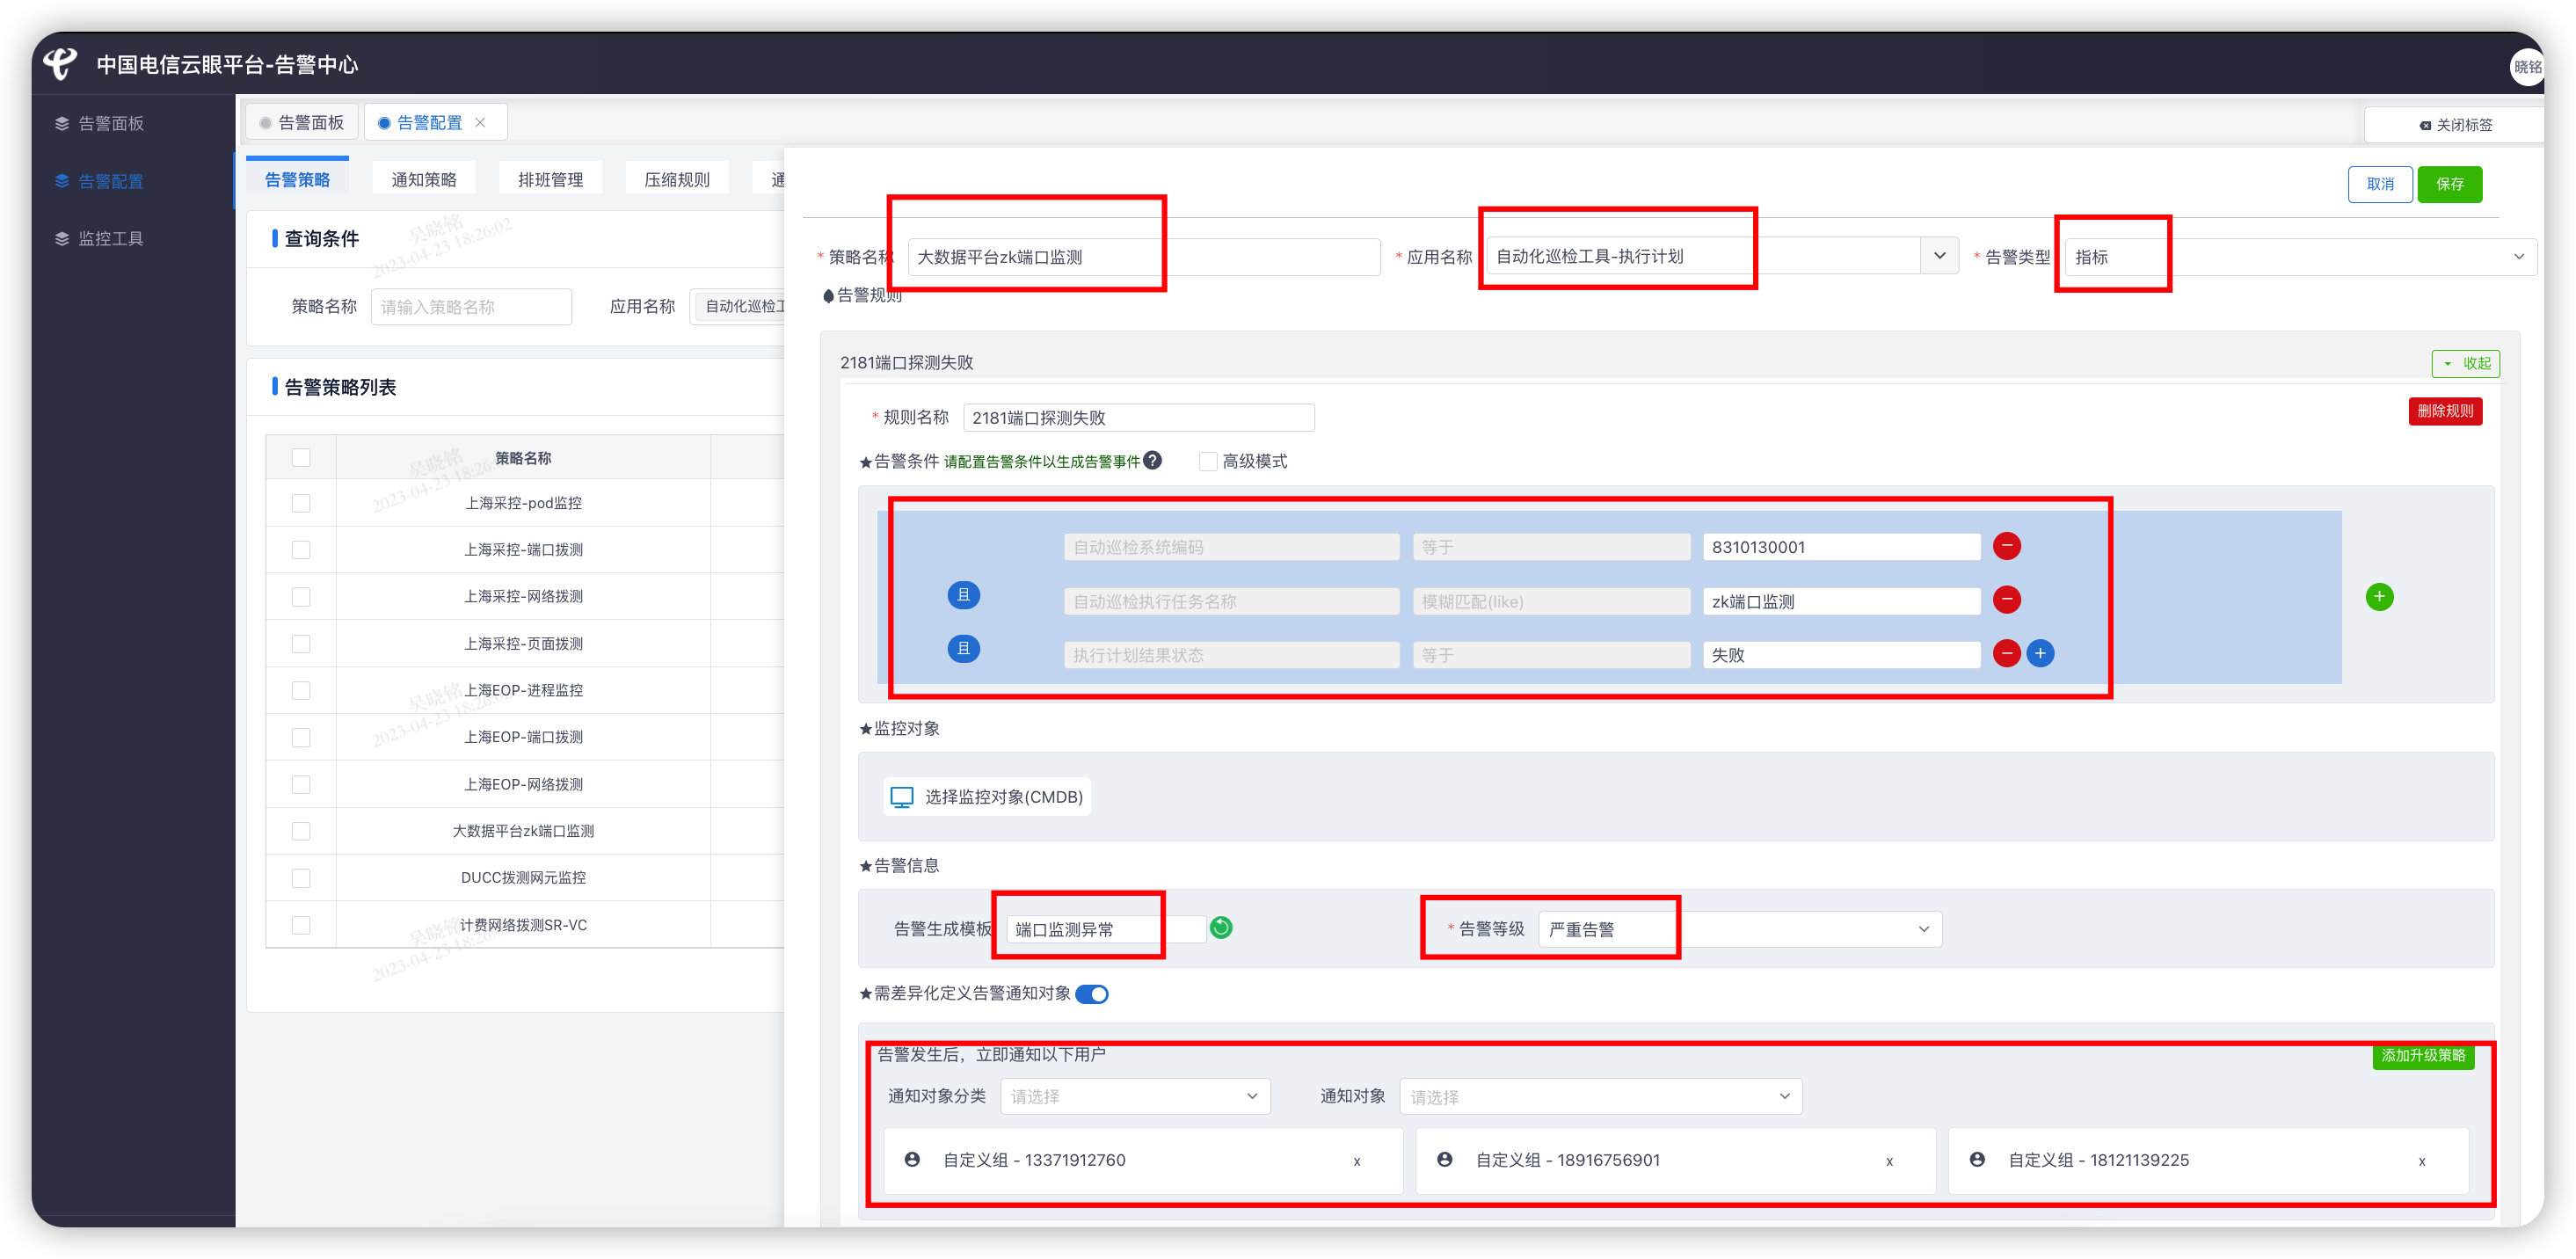 中国电信云眼平台-告警中心
晓铭
告警面板
告警配置
监控工具
告警面板
告警配置
关闭标签
告警策略
通知策略
排班管理
压缩规则
通
取消
保存
查询条件
策略名称
请输入策略名称
应用名称
自动化巡检工
告警策略列表
策略名称
上海采控-pod监控
上海采控-端口拨测
上海采控-网络拨测
上海采控-页面拨测
上海EOP-进程监控
上海EOP-端口拨测
上海EOP-网络拨测
大数据平台zk端口监测
DUCC拨测网元监控
计费网络拨测SR-VC
吴晓铭
2023-04-23 18:26:02
* 策略名称
大数据平台zk端口监测
* 应用名称
自动化巡检工具-执行计划
* 告警类型
指标
告警规则
2181端口探测失败
收起
* 规则名称
2181端口探测失败
删除规则
★告警条件 请配置告警条件以生成告警事件
高级模式
自动巡检系统编码
等于
8310130001
且
自动巡检执行任务名称
模糊匹配(like)
zk端口监测
且
执行计划结果状态
等于
失败
★监控对象
选择监控对象(CMDB)
★告警信息
告警生成模板
端口监测异常
* 告警等级
严重告警
★需差异化定义告警通知对象
告警发生后，立即通知以下用户
添加升级策略
通知对象分类
请选择
通知对象
请选择
自定义组 - 13371912760
x
自定义组 - 18916756901
x
自定义组 - 18121139225
x